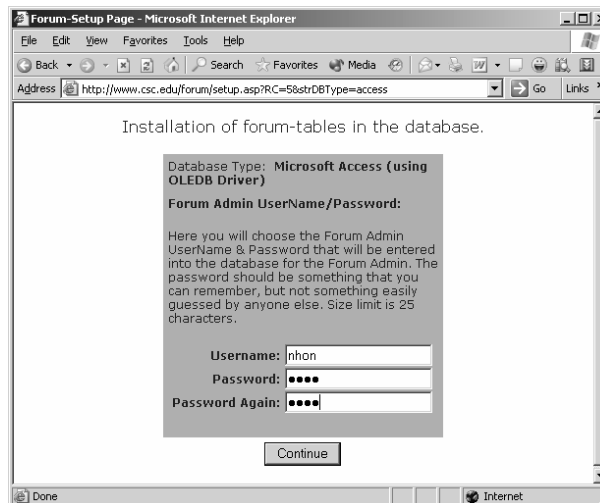 Forum-Setup Page - Microsoft Internet Explorer
File Edit View Favorites Tools Help
Back Search Favorites Media
Address http://www.csc.edu/forum/setup.asp?RC=5&strDBType=access Go Links »
Installation of forum-tables in the database.
Database Type: Microsoft Access (using
OLEDB Driver)
Forum Admin UserName/Password:
Here you will choose the Forum Admin
UserName & Password that will be entered
into the database for the Forum Admin. The
password should be something that you
can remember, but not something easily
guessed by anyone else. Size limit is 25
characters.
Username: nhon
Password: ●●●●
Password Again: ●●●●
Continue
Done Internet